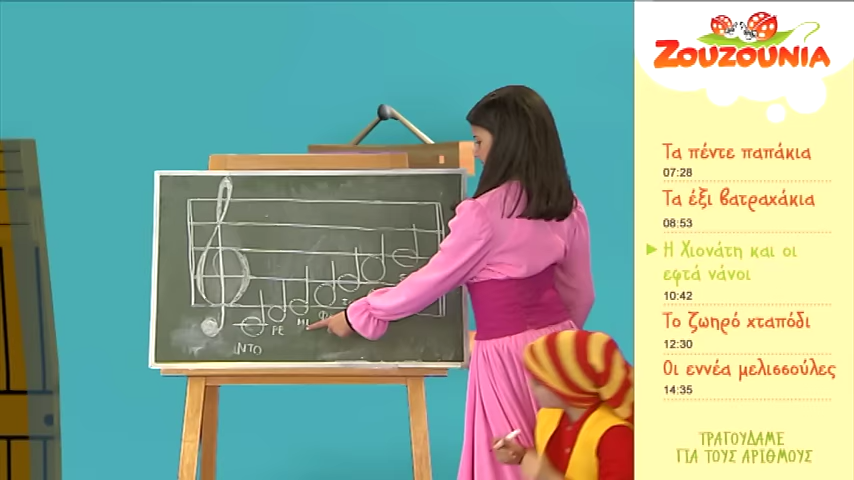 ZOUZOUNIA
Τα πέντε παπάκια
07:28
Τα έξι βατραχάκια
08:53
Η Χιονάτη και οι
εφτά νάνοι
10:42
Το ζωηρό χταπόδι
12:30
Οι εννέα μελισσούλες
14:35
ΤΡΑΓΟΥΔΑΜΕ
ΓΙΑ ΤΟΥΣ ΑΡΙΘΜΟΥΣ
ΝΤΟ
ΡΕ
ΜΙ